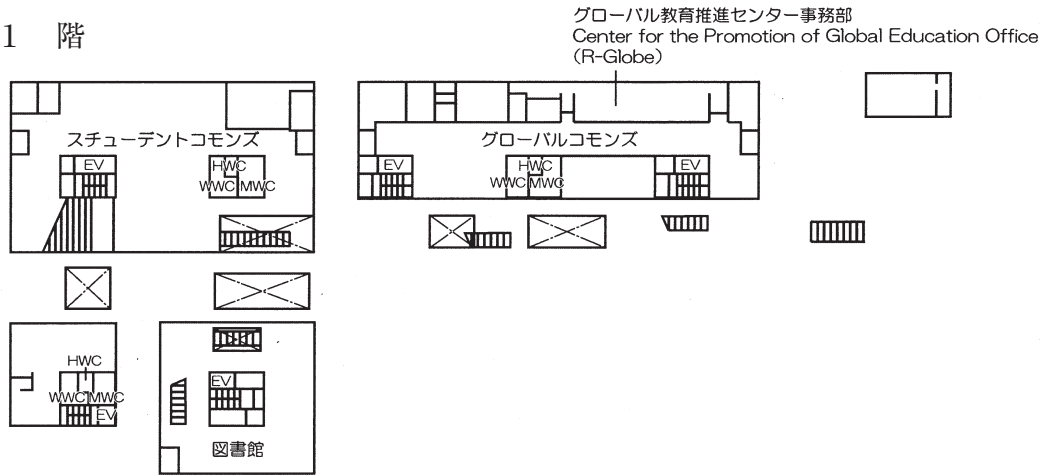 1 階
グローバル教育推進センター事務部
Center for the Promotion of Global Education Office
(R-Globe)
スチューデントコモンズ
EV
HWC
WWC MWC
グローバルコモンズ
EV
HWC
WWC MWC
EV
HWC
WWC MWC
EV
EV
図書館